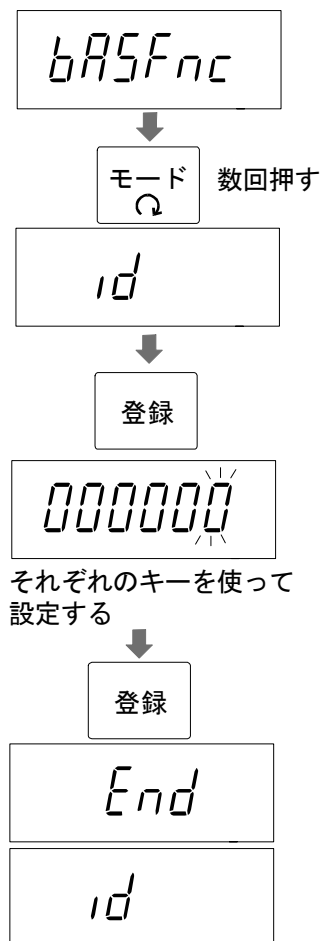 bASFnc
モード
数回押す
id
登録
000000
それぞれのキーを使って
設定する
登録
End
id